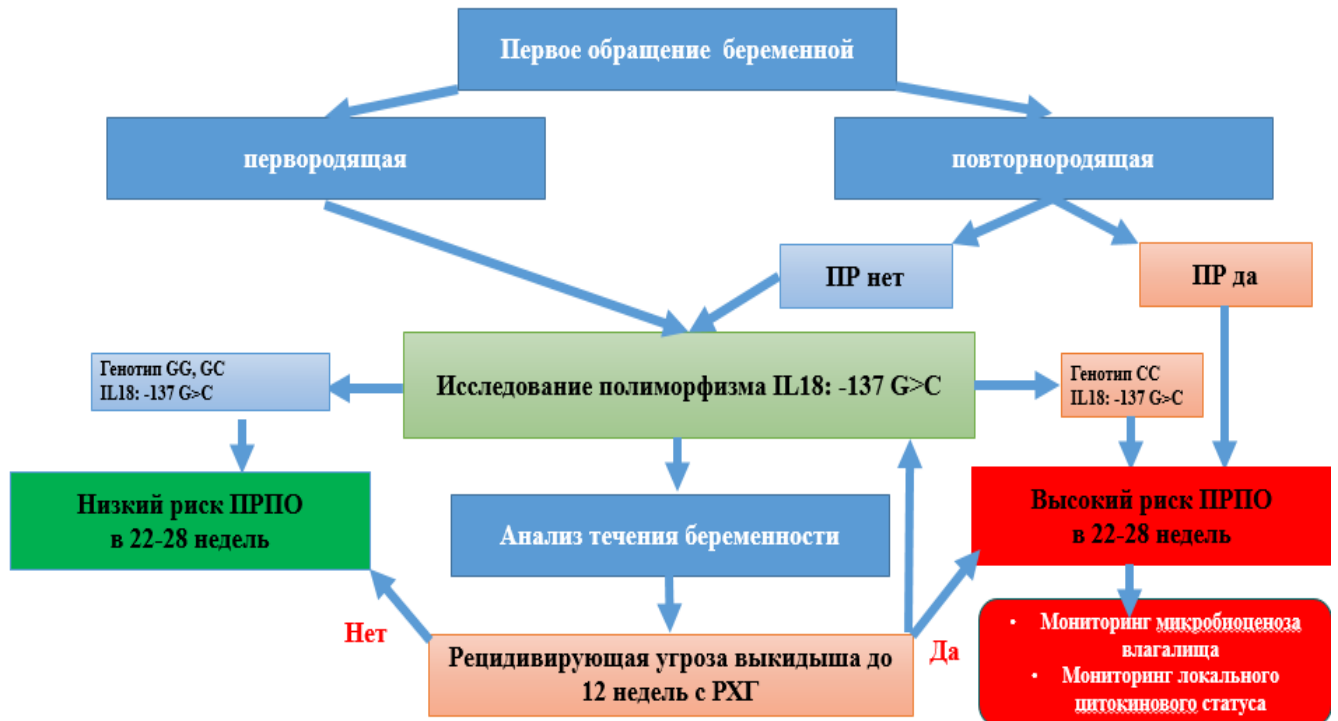 Первое обращение беременной
первородящая
повторнородящая
ПР нет
ПР да
Генотип GG, GC
IL18: -137 G>C
Исследование полиморфизма IL18: -137 G>C
Генотип CC
IL18: -137 G>C
Низкий риск ПРПО
в 22-28 недель
Анализ течения беременности
Высокий риск ПРПО
в 22-28 недель
Нет
Рецидивирующая угроза выкидыша до
12 недель с РХГ
Да
• Мониторинг микробиоценоза
влагалища
• Мониторинг локального
цитокинового статуса